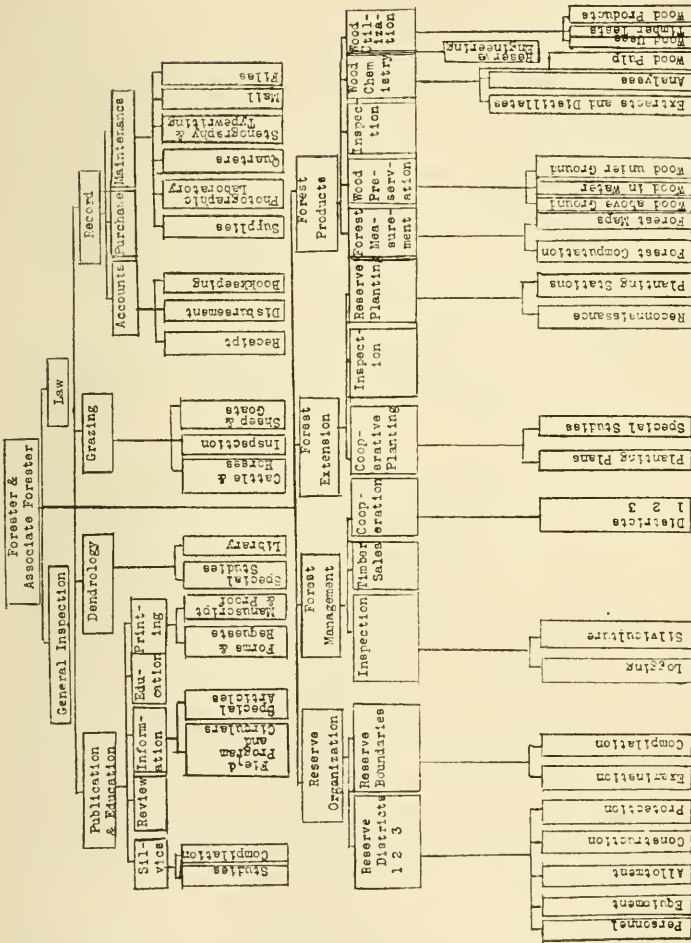 Forester &
Associate Forester
General Inspection
Law
Publication
& Education
Dendrology
Grazing
Record
Sil-
vics
Review
Inform-
ation
Edu-
cation
Print-
ing
Accounts
Purchase
Maintenance
Studies
Compilation
Field
Program
and
Circulars
Special
Articles
Forms &
Requests
Manuscript
& Proof
Special
Studies
Library
Cattle &
Horses
Inspection
Sheep &
Goats
Receipt
Disbursement
Bookkeeping
Supplies
Photographic
Laboratory
Quarters
Stenography &
Typewriting
Mail
Files
Reserve
Organization
Forest
Management
Forest
Extension
Forest
Products
Reserve
Districts
1 2 3
Reserve
Boundaries
Inspection
Timber
Sales
Coop-
eration
Coop-
erative
Planting
Inspect-
ion
Reserve
Planting
Forest
Mea-
sure-
ment
Wood
Pre-
serv-
ation
Inspec-
tion
Wood
Chem
istry
Wood
Util-
iza-
tion
Reserve
Engineering
Personnel
Equipment
Allotment
Construction
Protection
Examination
Compilation
Logging
Silviculture
Districts
1 2 3
Planting Plans
Special Studies
Reconnaissance
Planting Stations
Forest Computation
Forest Maps
Wood above Ground
Wood in Water
Wood under Ground
Extracts and Distillates
Analyses
Wood Pulp
Wood Uses
Timber Tests
Wood Products